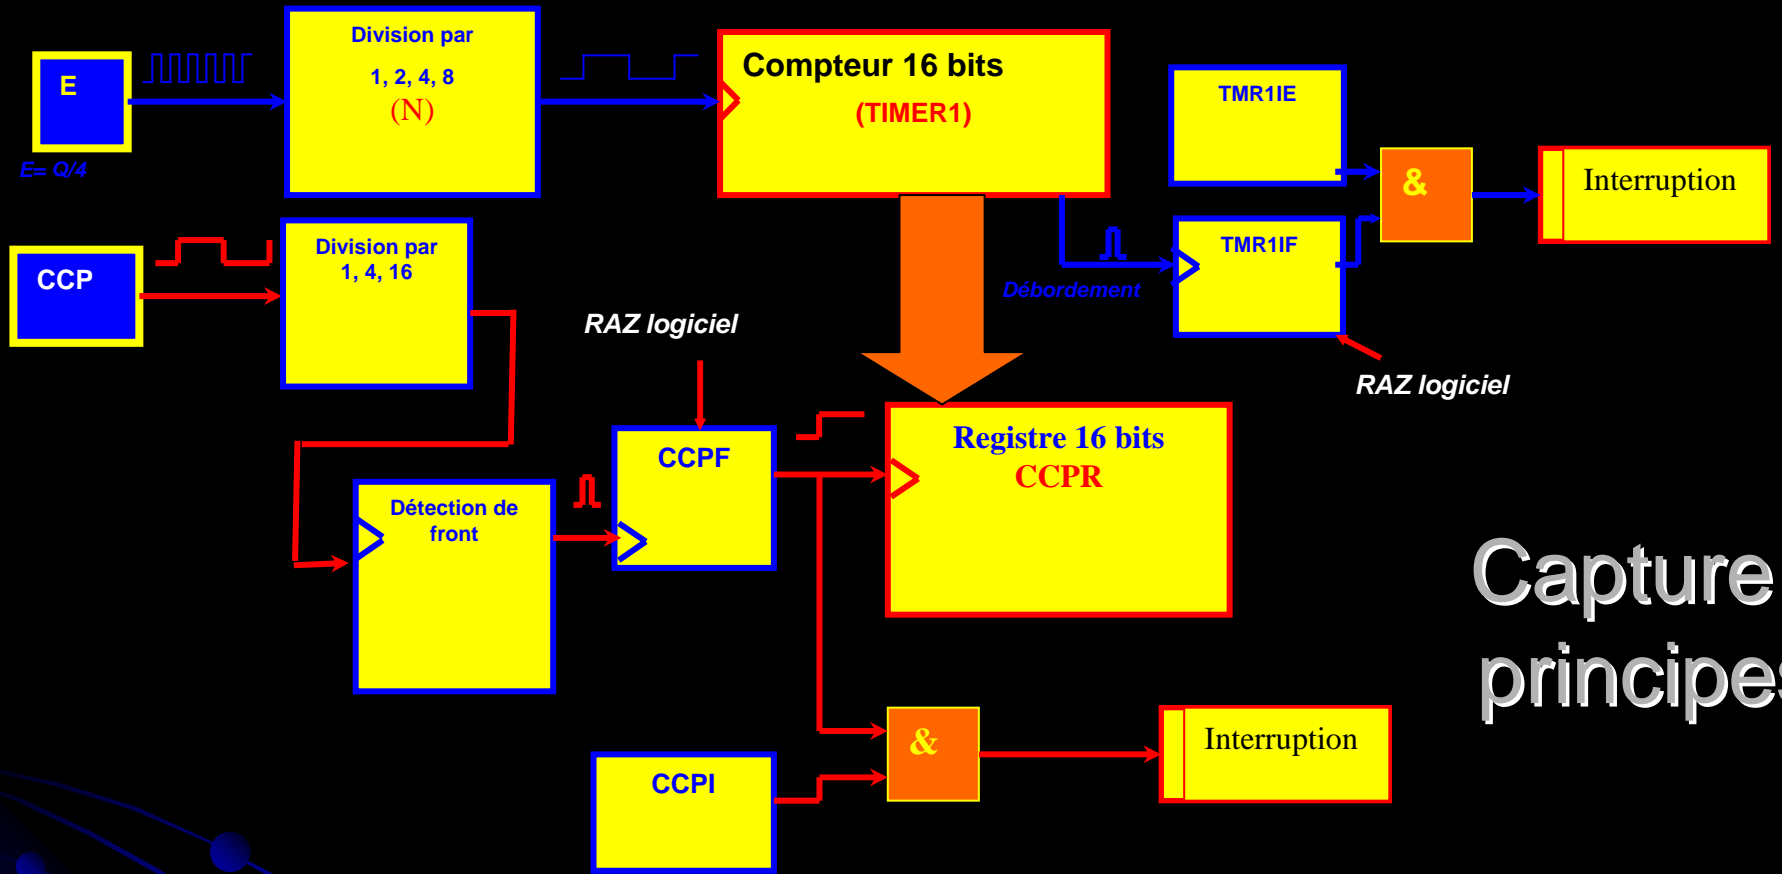 E
E= Q/4
Division par
1, 2, 4, 8
(N)
Compteur 16 bits
(TIMER1)
TMR1IE
&
Interruption
CCP
Division par
1, 4, 16
Débordement
TMR1IF
RAZ logiciel
RAZ logiciel
CCPF
Registre 16 bits
CCPR
Détection de
front
Capture
principes
CCPI
&
Interruption